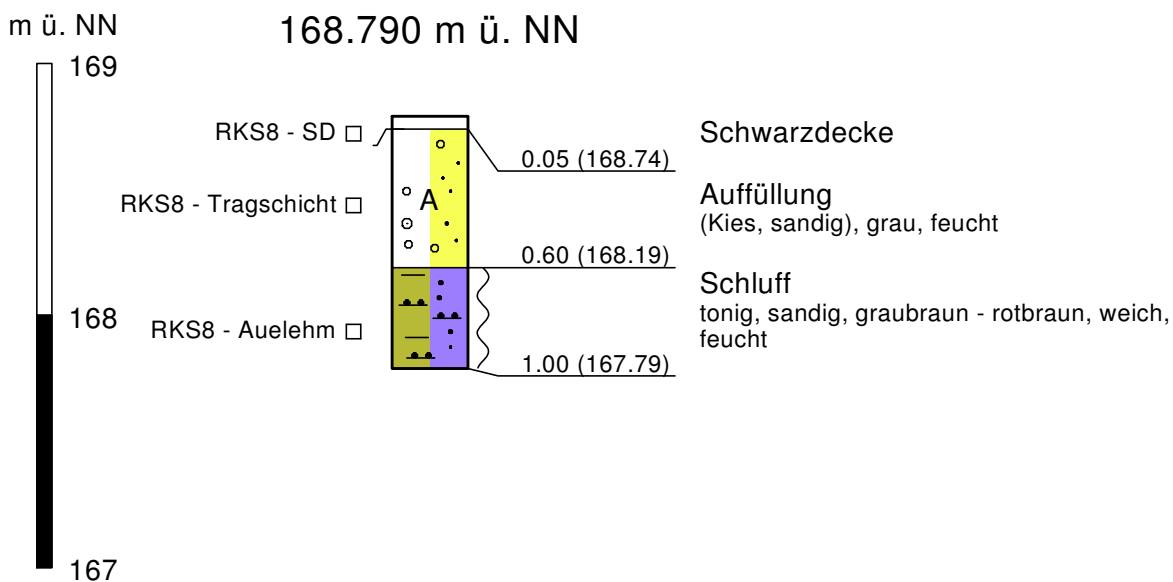 m ü. NN
168.790 m ü. NN
169
RKS8 - SD
Schwarzdecke
0.05 (168.74)
RKS8 - Tragschicht
A
Auffüllung
(Kies, sandig), grau, feucht
0.60 (168.19)
Schluff
tonig, sandig, graubraun - rotbraun, weich,
feucht
168
RKS8 - Auelehm
1.00 (167.79)
167